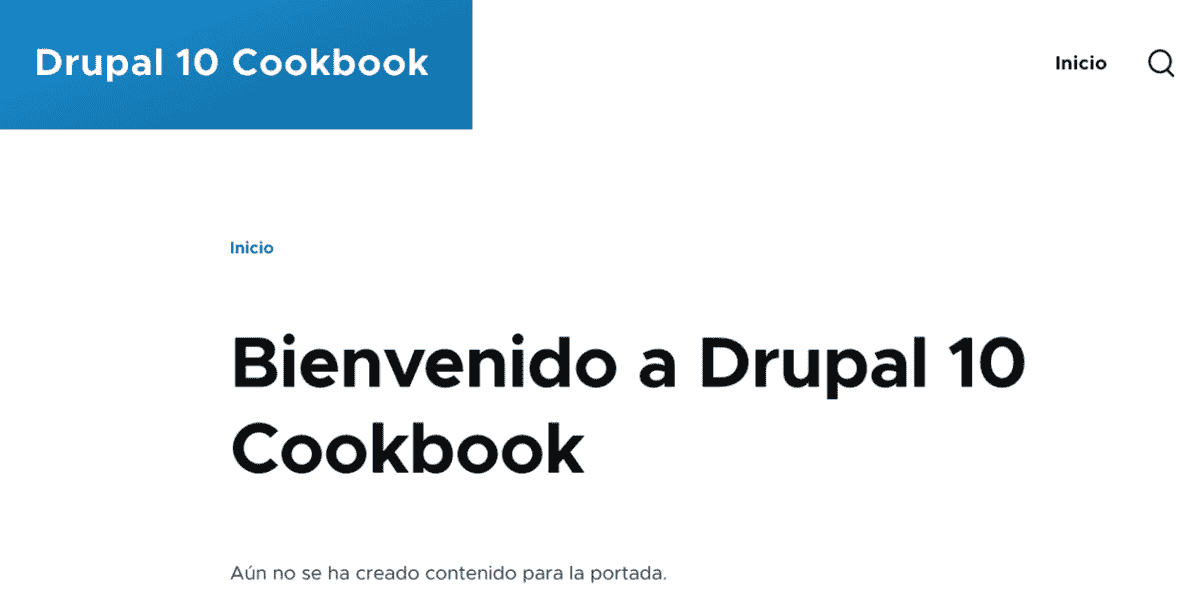 Drupal 10 Cookbook
Inicio
Inicio
Bienvenido a Drupal 10
Cookbook
Aún no se ha creado contenido para la portada.